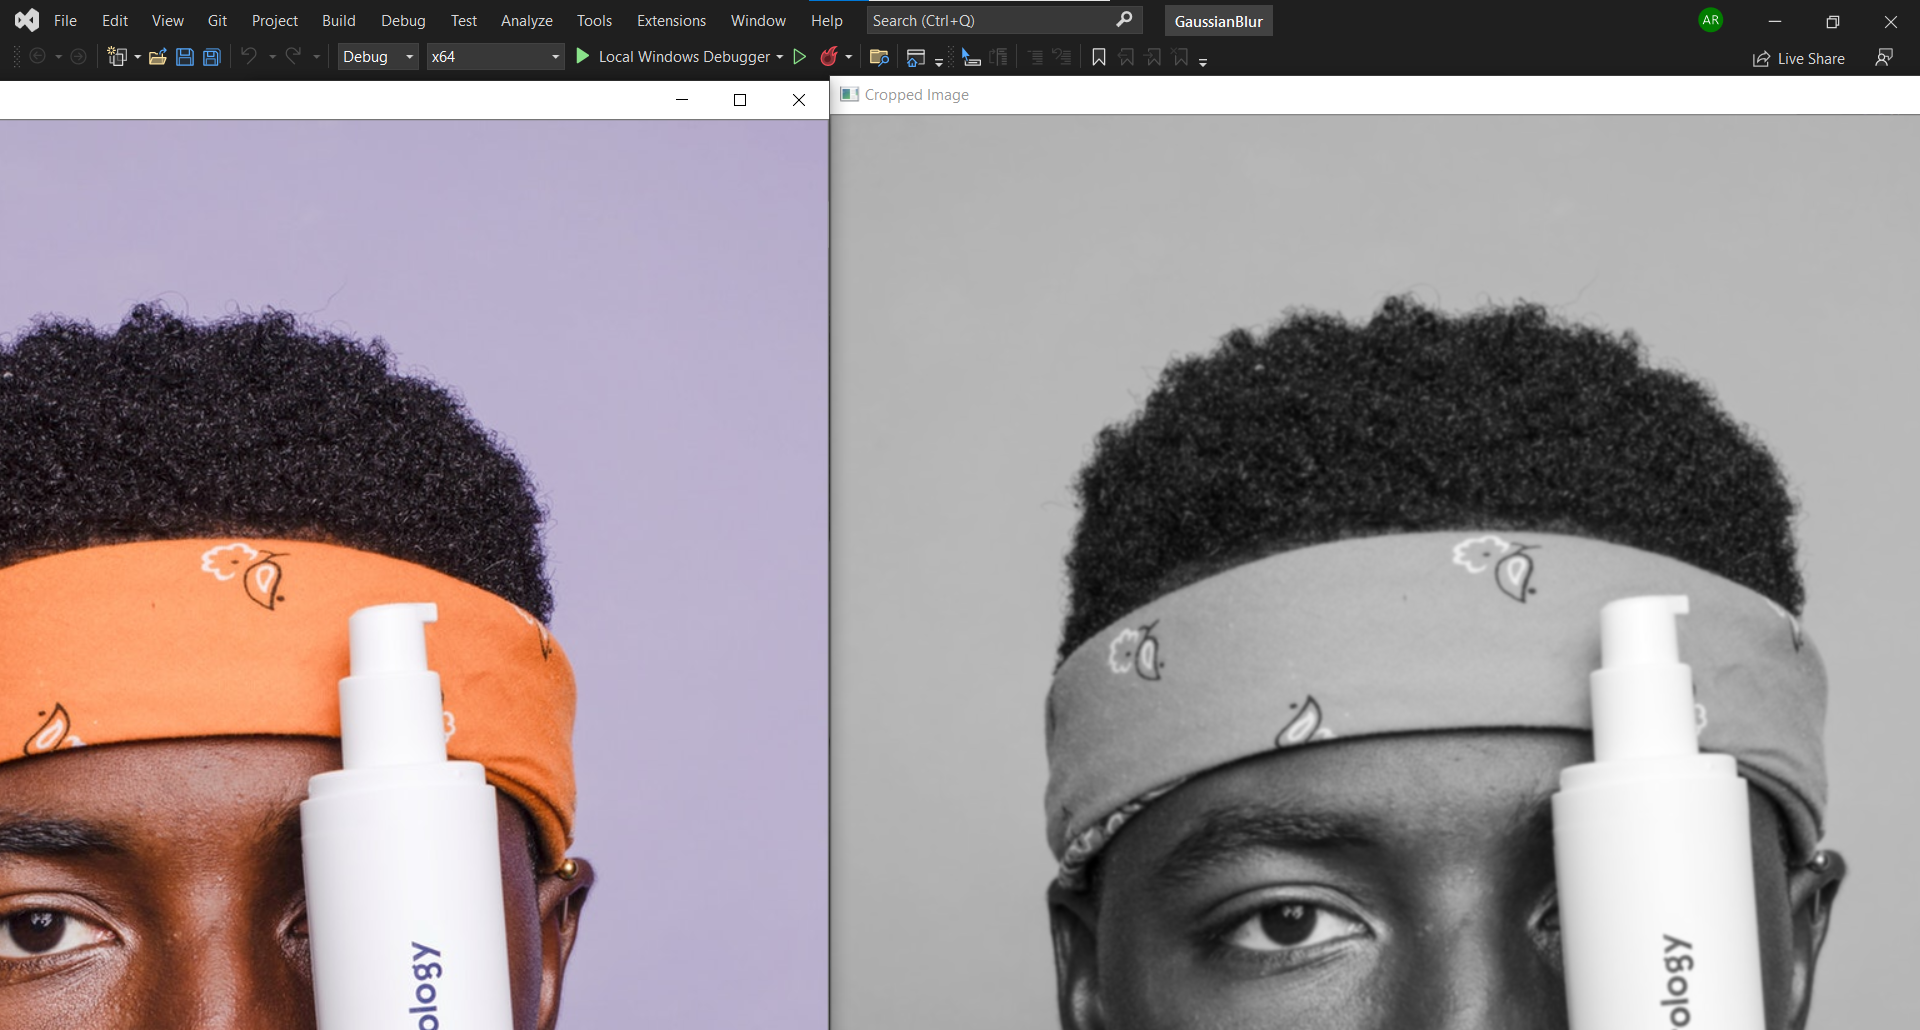 File Edit View Git Project Build Debug Test Analyze Tools Extensions Window Help Search (Ctrl+Q) GaussianBlur AR
Debug x64 Local Windows Debugger Live Share
Cropped Image
ology
ology